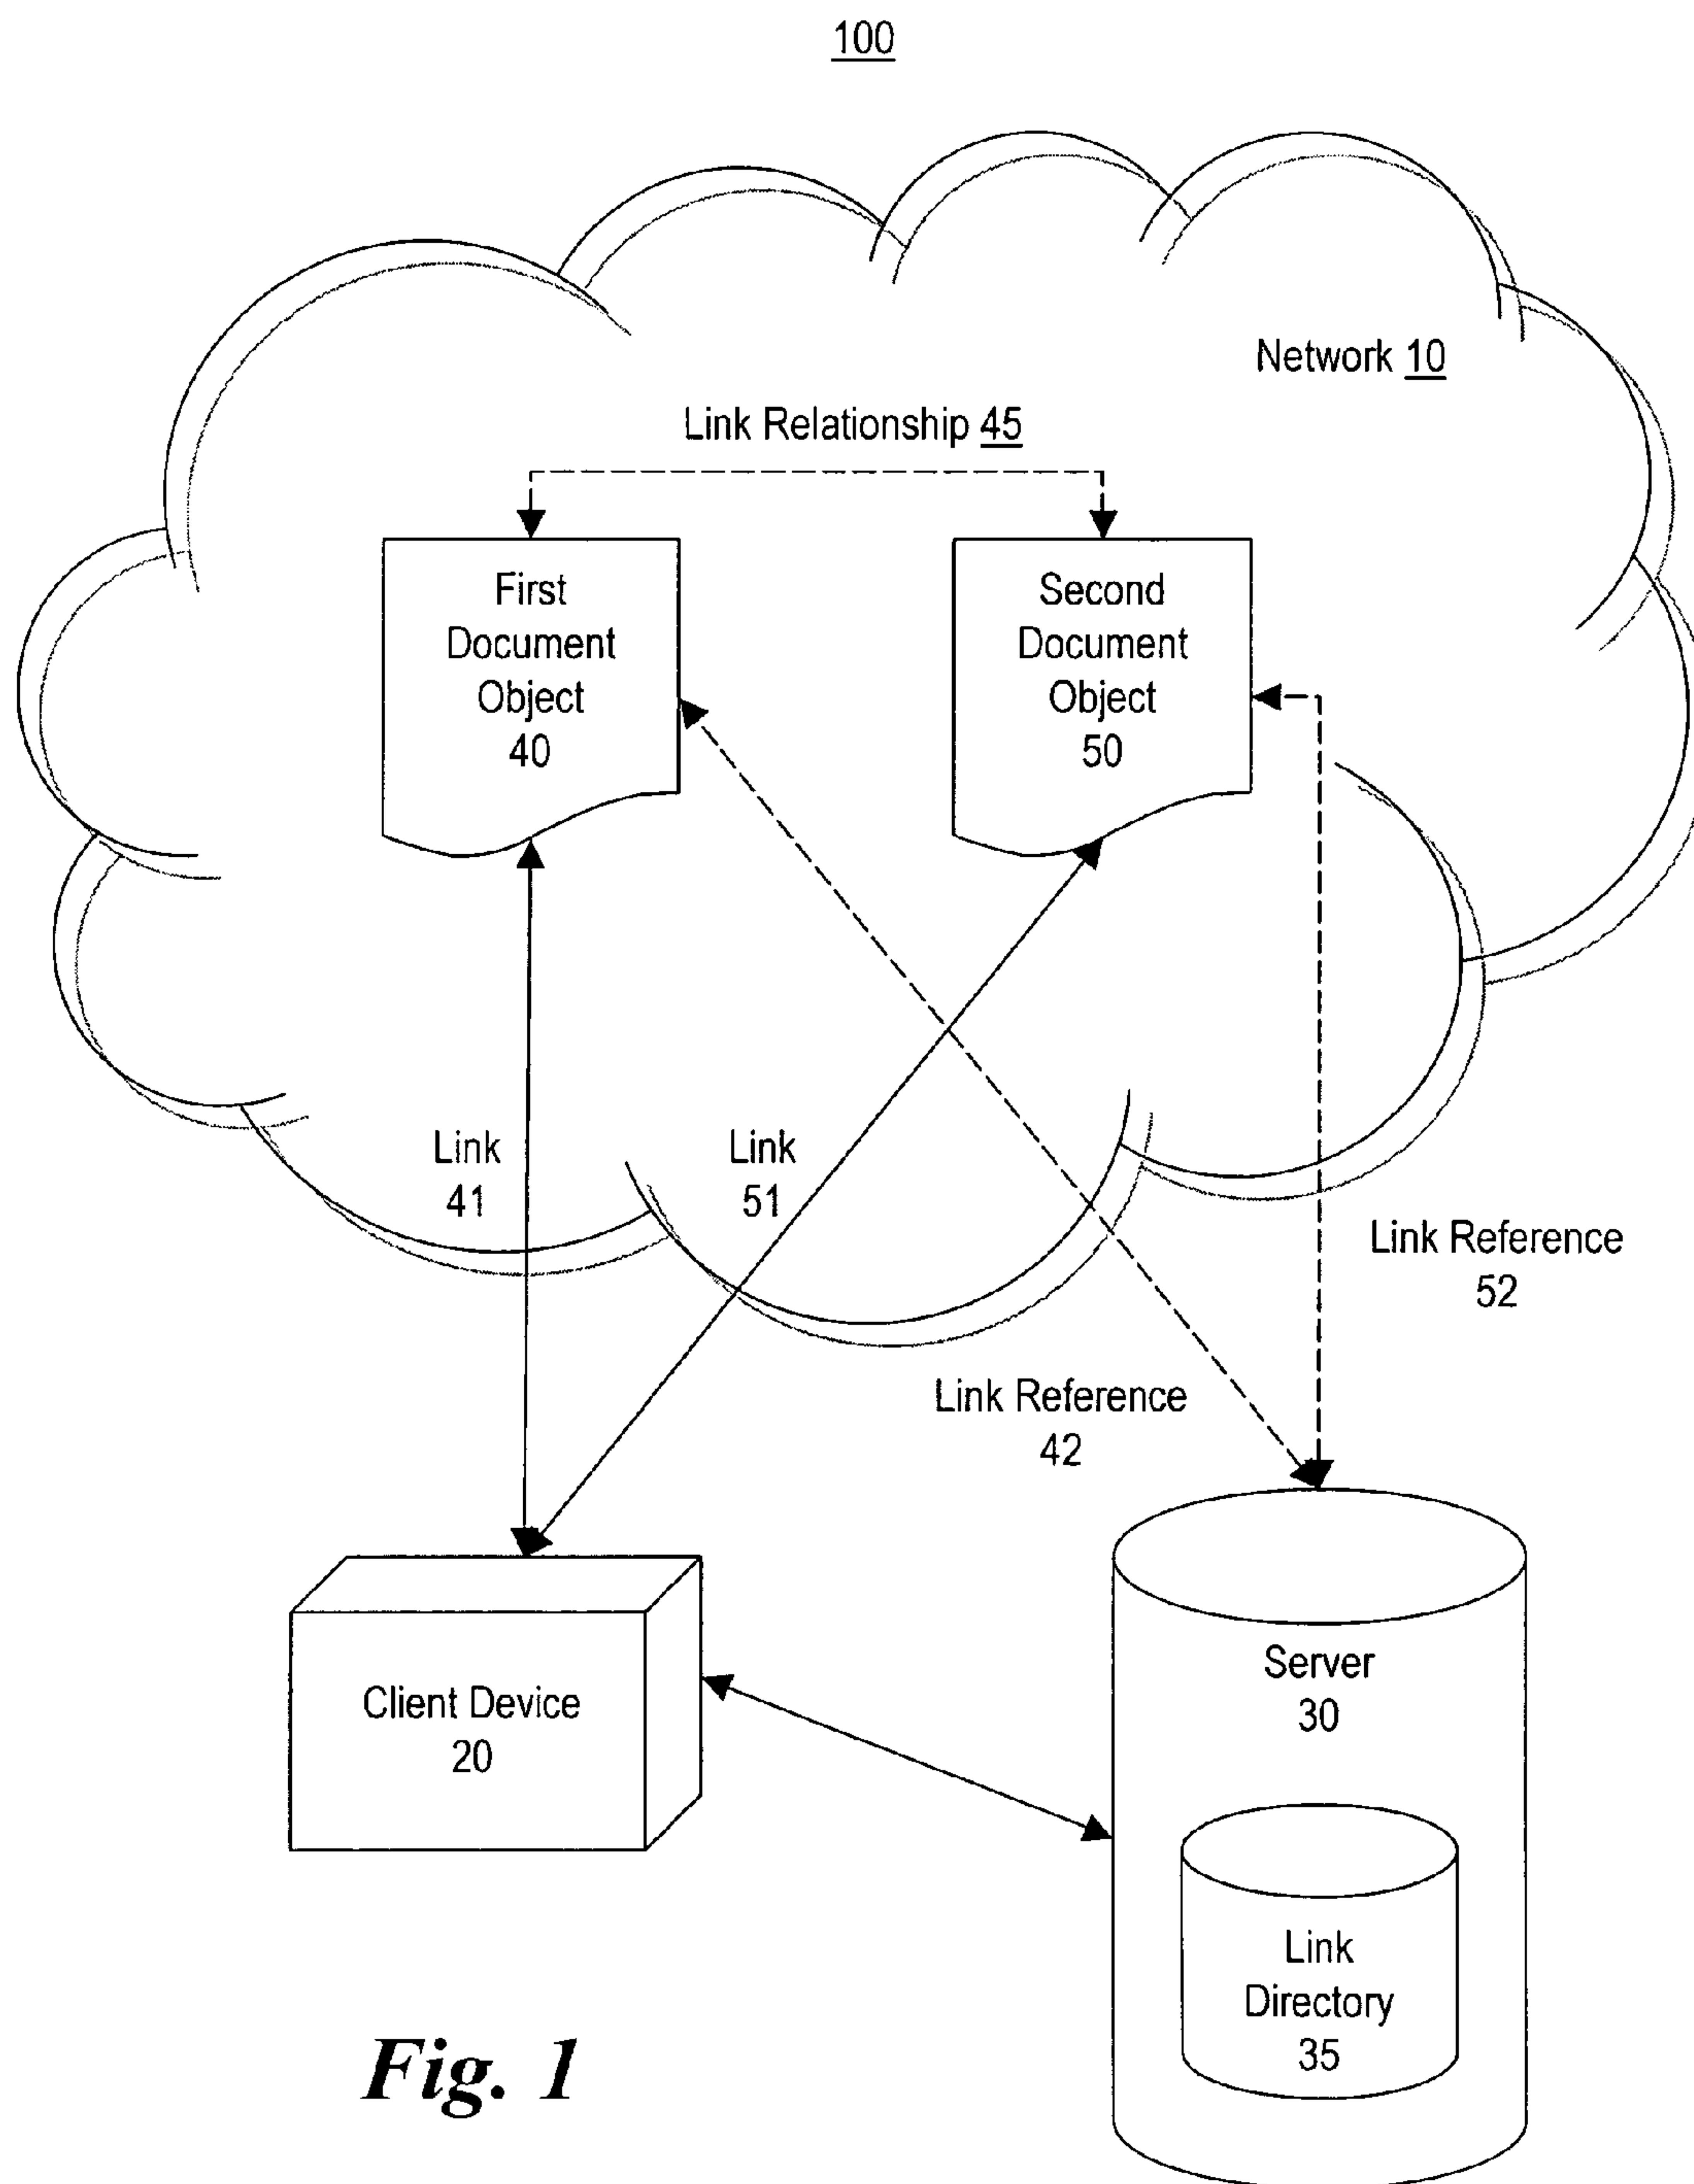 100
Network 10
Link Relationship 45
First
Document
Object
40
Second
Document
Object
50
Link
41
Link
51
Link Reference
52
Link Reference
42
Client Device
20
Server
30
Link
Directory
35
Fig. 1